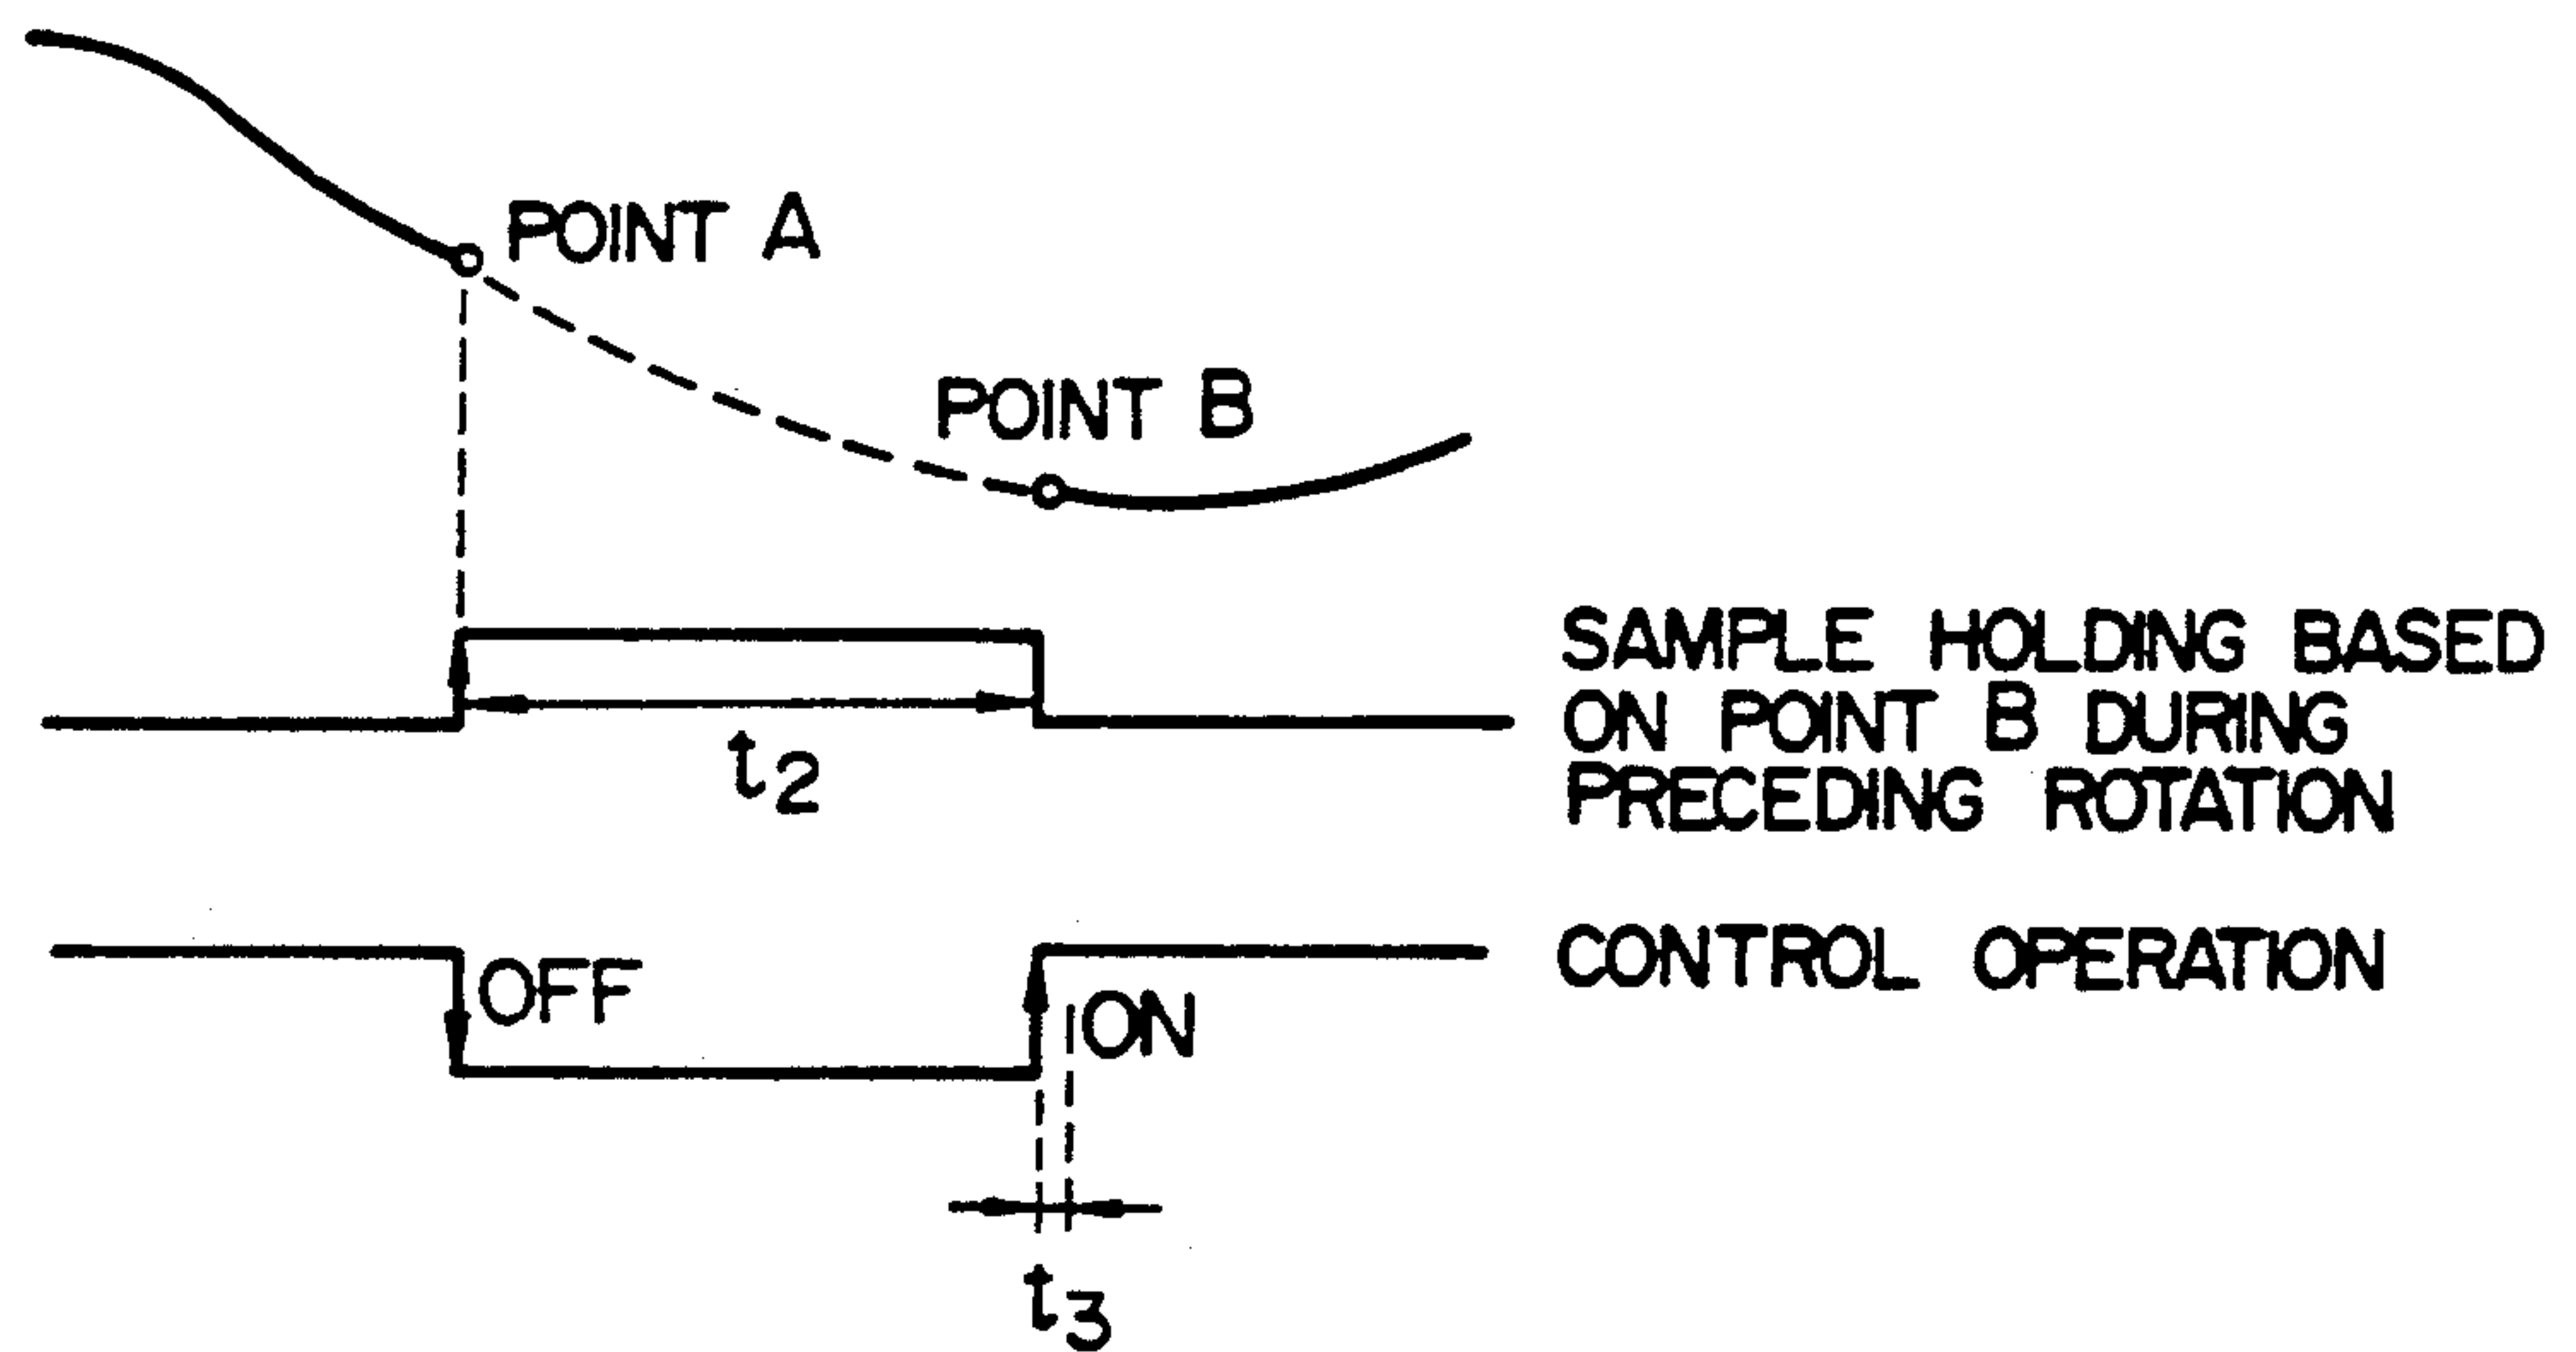 POINT A
POINT B
SAMPLE HOLDING BASED
ON POINT B DURING
PRECEDING ROTATION
t2
CONTROL OPERATION
OFF
ON
t3